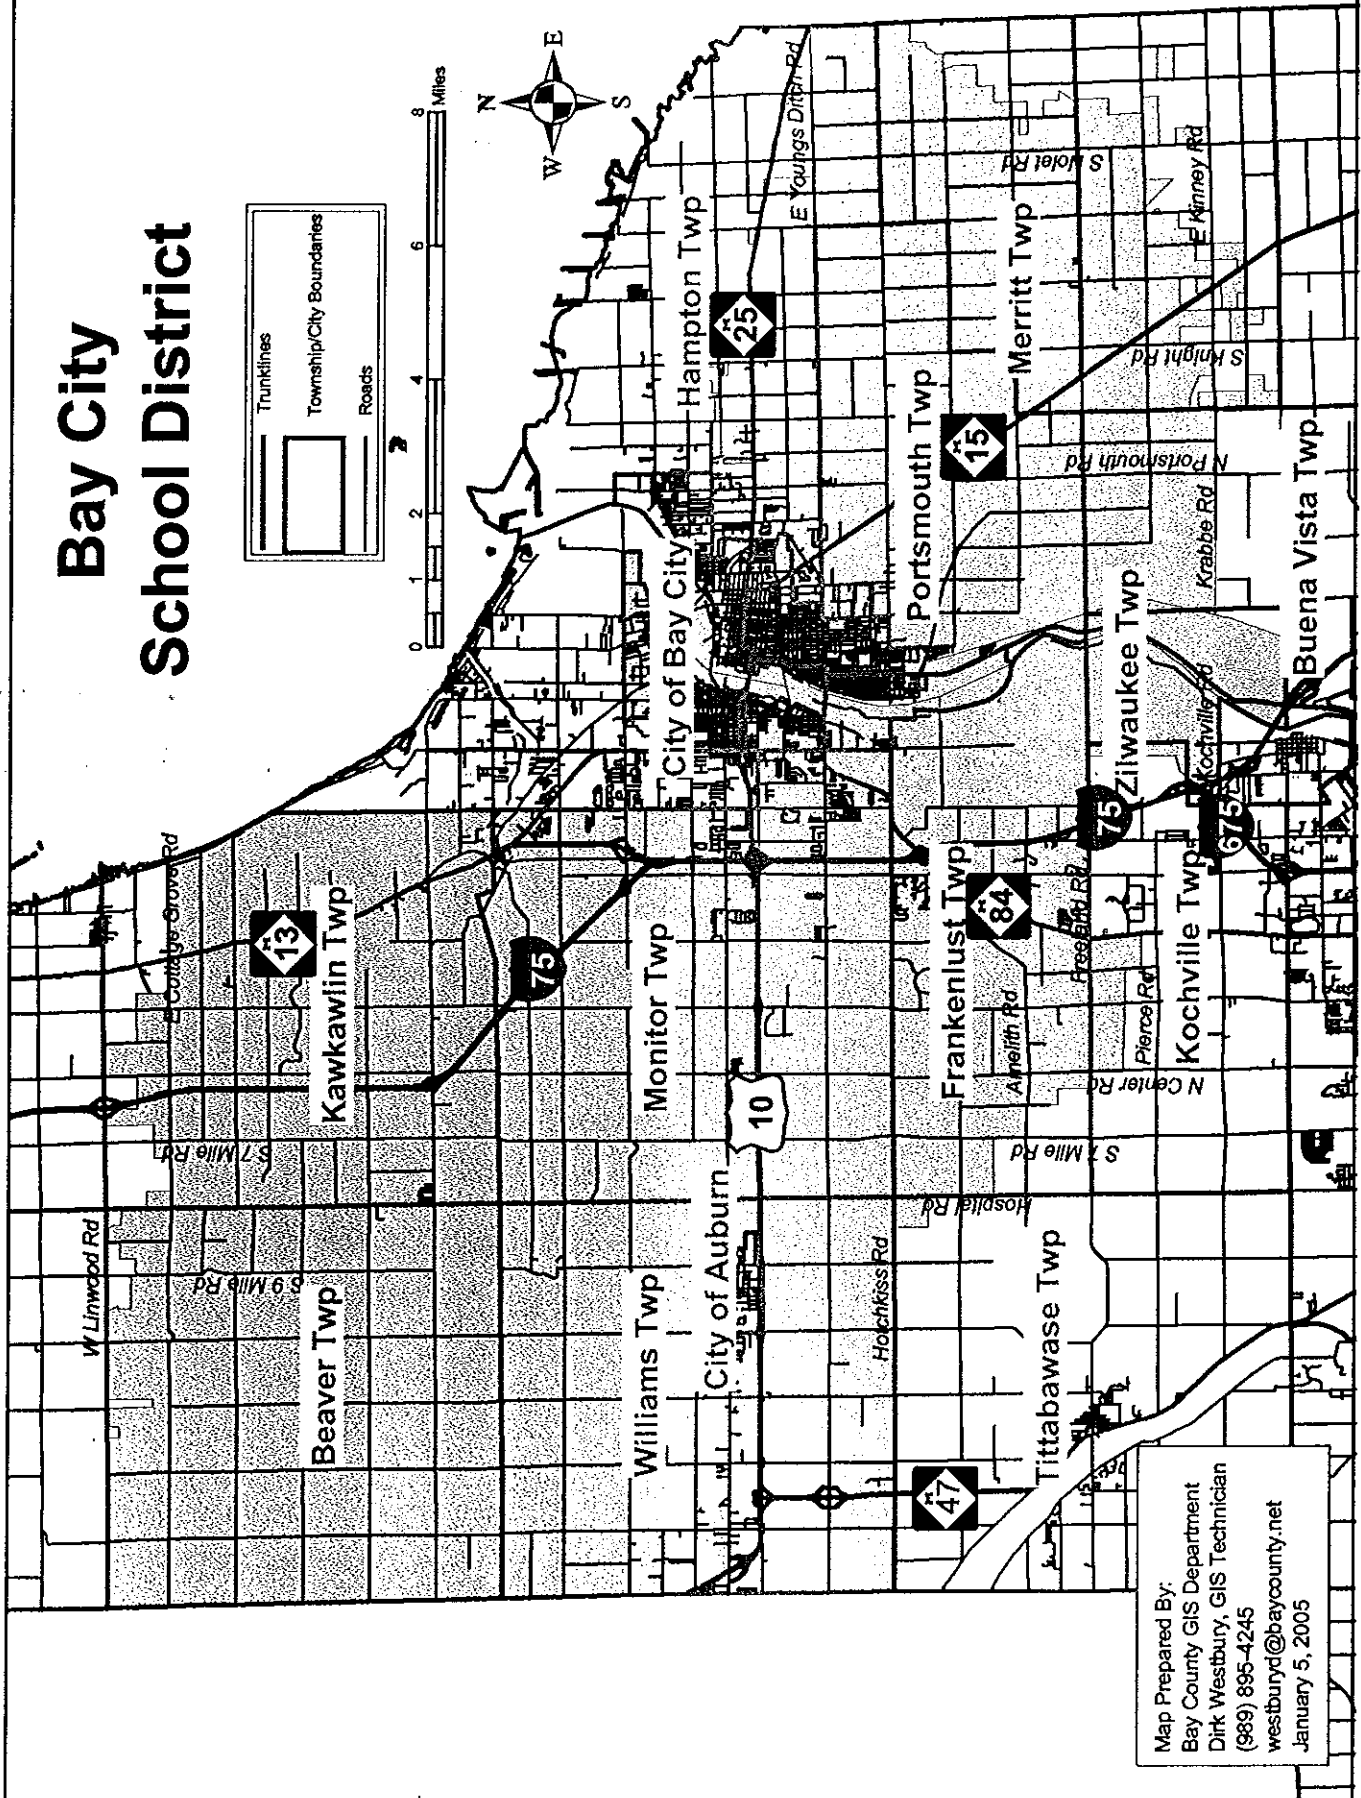 Bay City
School District
Trunklines
Township/City Boundaries
Roads
0 1 2 4 6 8
Miles
N
W E
S
W Linwood Rd
E Cottage Grove Rd
S 9 Mile Rd
S 7 Mile Rd
M 13
Beaver Twp
Kawkawlin Twp
75
Williams Twp
Monitor Twp
City of Bay City
Hampton Twp
City of Auburn
10
M 25
E Youngs Ditch Rd
Hotchkiss Rd
Hospital Rd
M 47
Frankenlust Twp
Portsmouth Twp
M 15
M 84
Amelith Rd
S 7 Mile Rd
Merritt Twp
Tittabawase Twp
Freeland Rd
75
Zilwaukee Twp
N Portsmouth Rd
S Knight Rd
N Center Rd
Pierce Rd
Kochville Twp
Kochville Rd
675
Krabbe Rd
E Kinney Rd
Buena Vista Twp
Map Prepared By:
Bay County GIS Department
Dirk Westbury, GIS Technician
(989) 895-4245
westburyd@baycounty.net
January 5, 2005